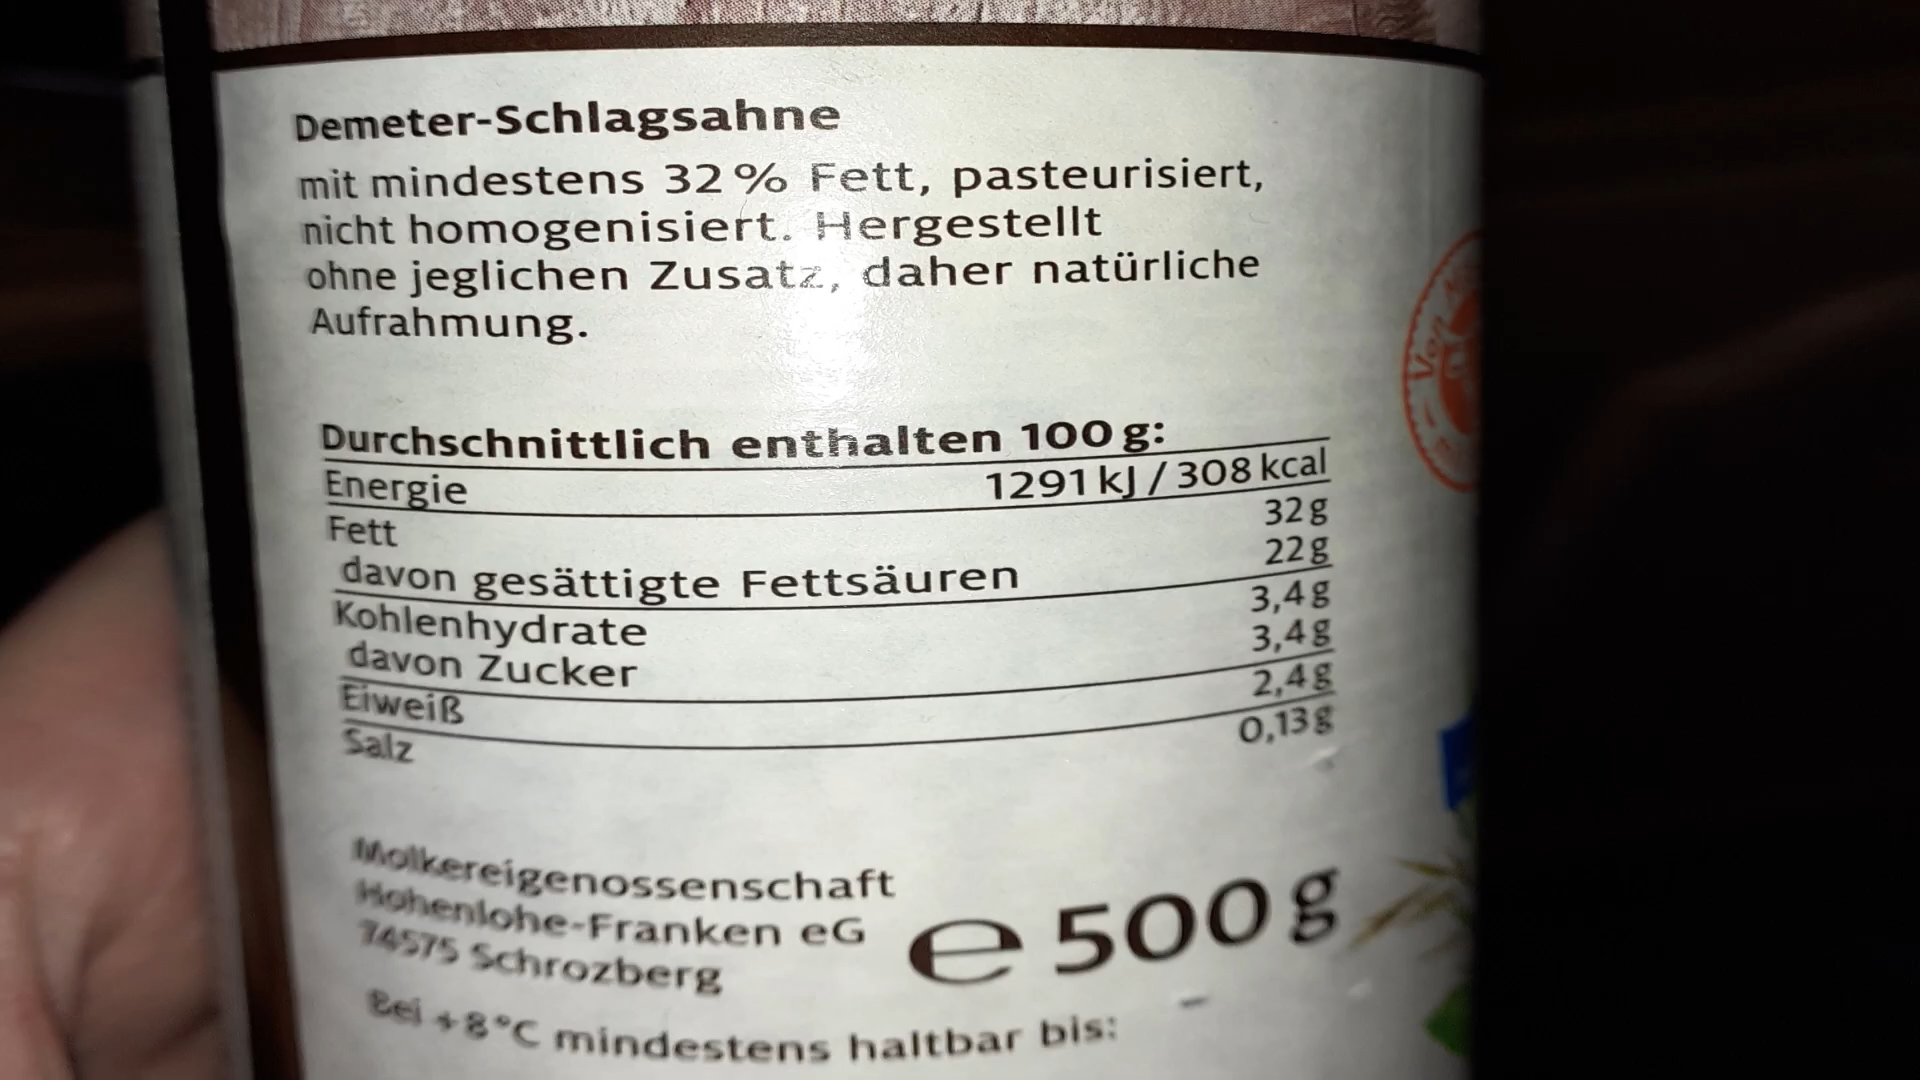 Demeter-Schlagsahne
mit mindestens 32 % Fett, pasteurisiert,
nicht homogenisiert. Hergestellt
ohne jeglichen Zusatz, daher natürliche
Aufrahmung.
Durchschnittlich enthalten 100 g:
Energie 1291 kJ / 308 kcal
Fett 32 g
davon gesättigte Fettsäuren 22 g
Kohlenhydrate 3,4 g
davon Zucker 3,4 g
Eiweiß 2,4 g
Salz 0,13 g
Molkereigenossenschaft
Hohenlohe-Franken eG
74575 Schrozberg
e 500 g
Bei +8°C mindestens haltbar bis: